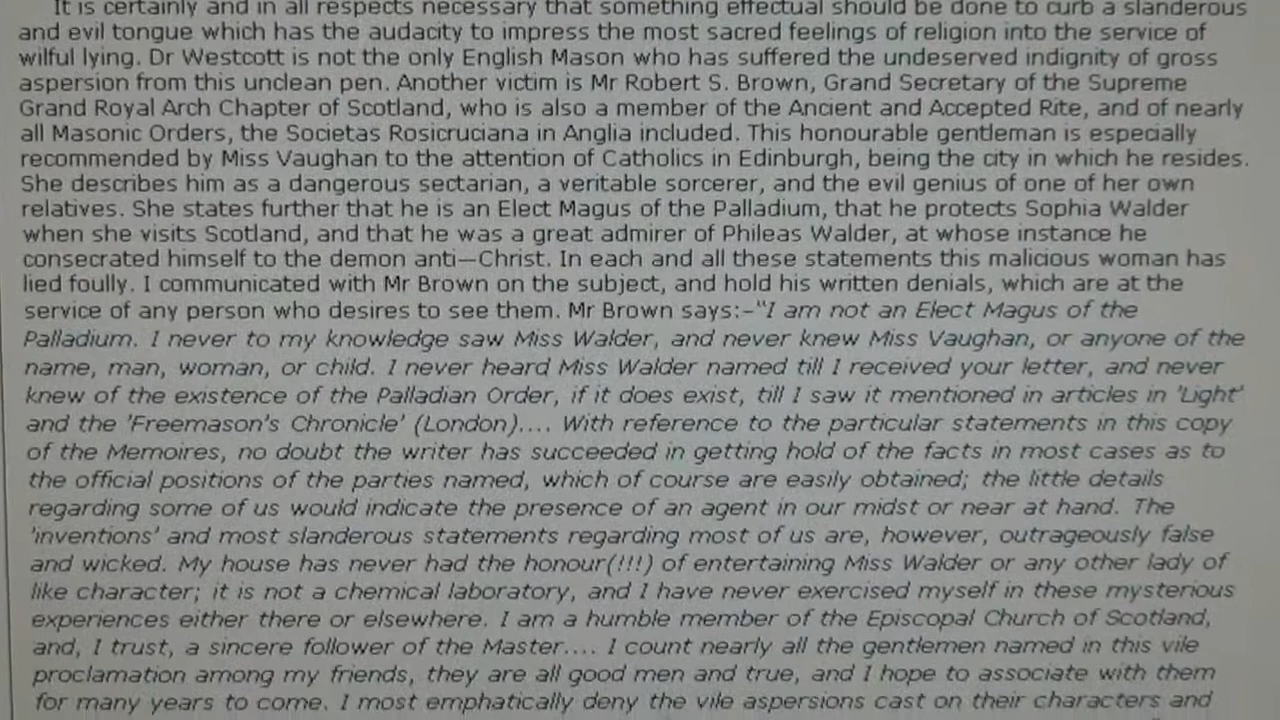 It is certainly and in all respects necessary that something effectual should be done to curb a slanderous
and evil tongue which has the audacity to impress the most sacred feelings of religion into the service of
wilful lying. Dr Westcott is not the only English Mason who has suffered the undeserved indignity of gross
aspersion from this unclean pen. Another victim is Mr Robert S. Brown, Grand Secretary of the Supreme
Grand Royal Arch Chapter of Scotland, who is also a member of the Ancient and Accepted Rite, and of nearly
all Masonic Orders, the Societas Rosicruciana in Anglia included. This honourable gentleman is especially
recommended by Miss Vaughan to the attention of Catholics in Edinburgh, being the city in which he resides.
She describes him as a dangerous sectarian, a veritable sorcerer, and the evil genius of one of her own
relatives. She states further that he is an Elect Magus of the Palladium, that he protects Sophia Walder
when she visits Scotland, and that he was a great admirer of Phileas Walder, at whose instance he
consecrated himself to the demon anti—Christ. In each and all these statements this malicious woman has
lied foully. I communicated with Mr Brown on the subject, and hold his written denials, which are at the
service of any person who desires to see them. Mr Brown says:–"I am not an Elect Magus of the
Palladium. I never to my knowledge saw Miss Walder, and never knew Miss Vaughan, or anyone of the
name, man, woman, or child. I never heard Miss Walder named till I received your letter, and never
knew of the existence of the Palladian Order, if it does exist, till I saw it mentioned in articles in 'Light'
and the 'Freemason's Chronicle' (London).... With reference to the particular statements in this copy
of the Memoires, no doubt the writer has succeeded in getting hold of the facts in most cases as to
the official positions of the parties named, which of course are easily obtained; the little details
regarding some of us would indicate the presence of an agent in our midst or near at hand. The
'inventions' and most slanderous statements regarding most of us are, however, outrageously false
and wicked. My house has never had the honour(!!!) of entertaining Miss Walder or any other lady of
like character; it is not a chemical laboratory, and I have never exercised myself in these mysterious
experiences either there or elsewhere. I am a humble member of the Episcopal Church of Scotland,
and, I trust, a sincere follower of the Master.... I count nearly all the gentlemen named in this vile
proclamation among my friends, they are all good men and true, and I hope to associate with them
for many years to come. I most emphatically deny the vile aspersions cast on their characters and